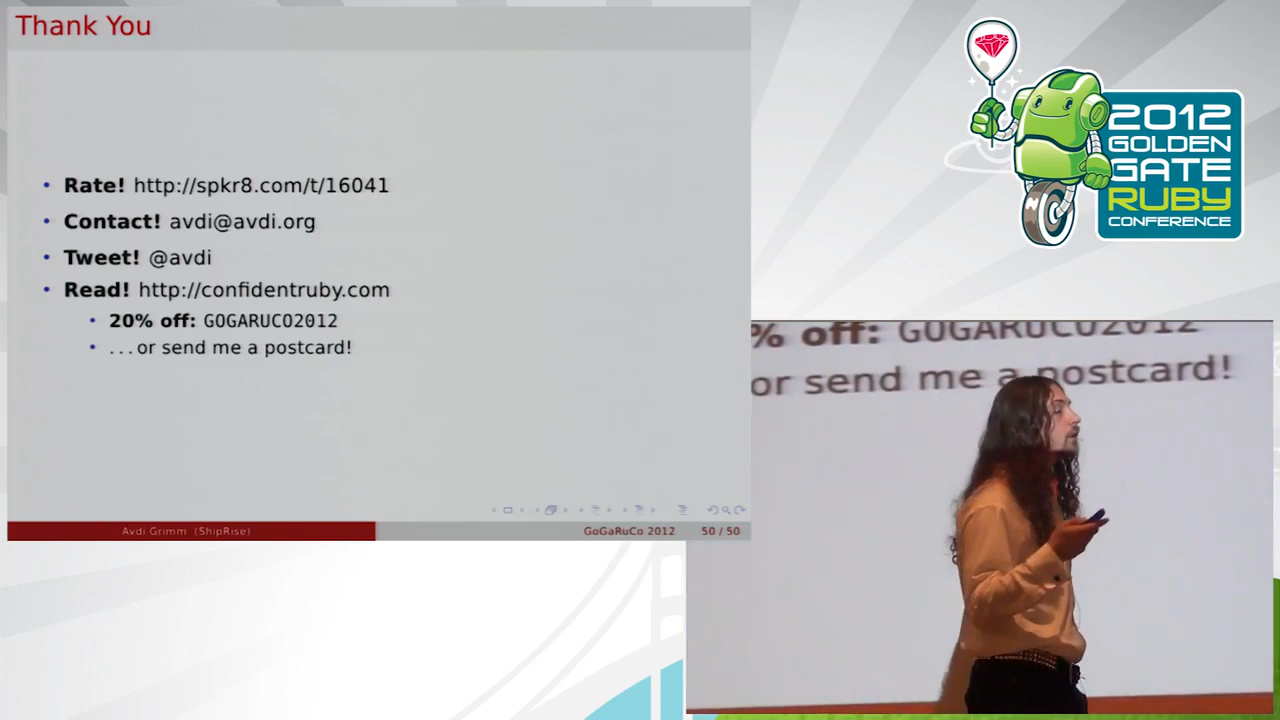 Thank You
Rate! http://spkr8.com/t/16041
Contact! avdi@avdi.org
Tweet! @avdi
Read! http://confidentruby.com
20% off: GOGARUCO2012
...or send me a postcard!
Avdi Grimm (ShipRise)
GoGaRuCo 2012 50 / 50
2012
GOLDEN
GATE
RUBY
CONFERENCE
% off: GOGARUCO2012
or send me a postcard!